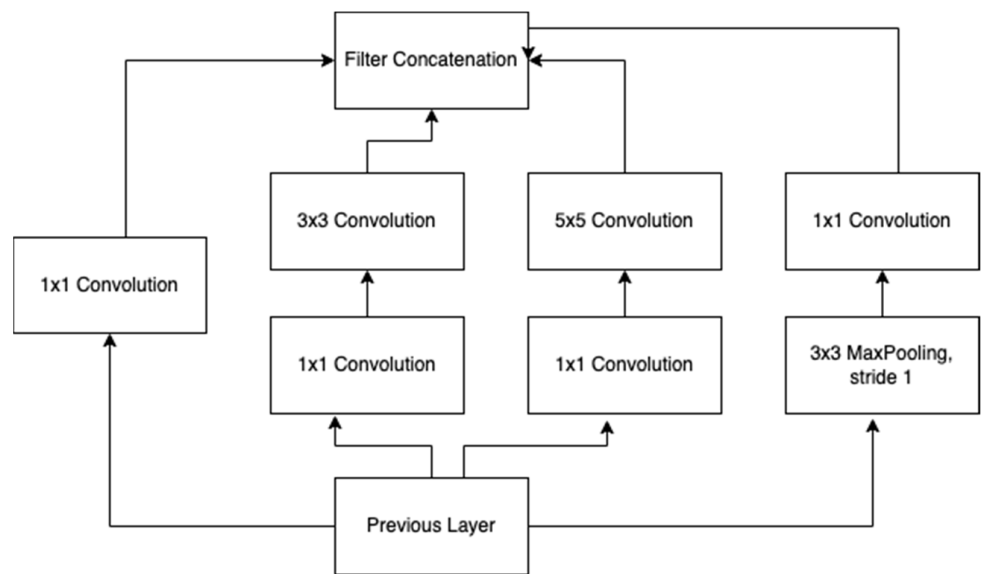 Filter Concatenation
3x3 Convolution
5x5 Convolution
1x1 Convolution
1x1 Convolution
1x1 Convolution
1x1 Convolution
3x3 MaxPooling,
stride 1
Previous Layer